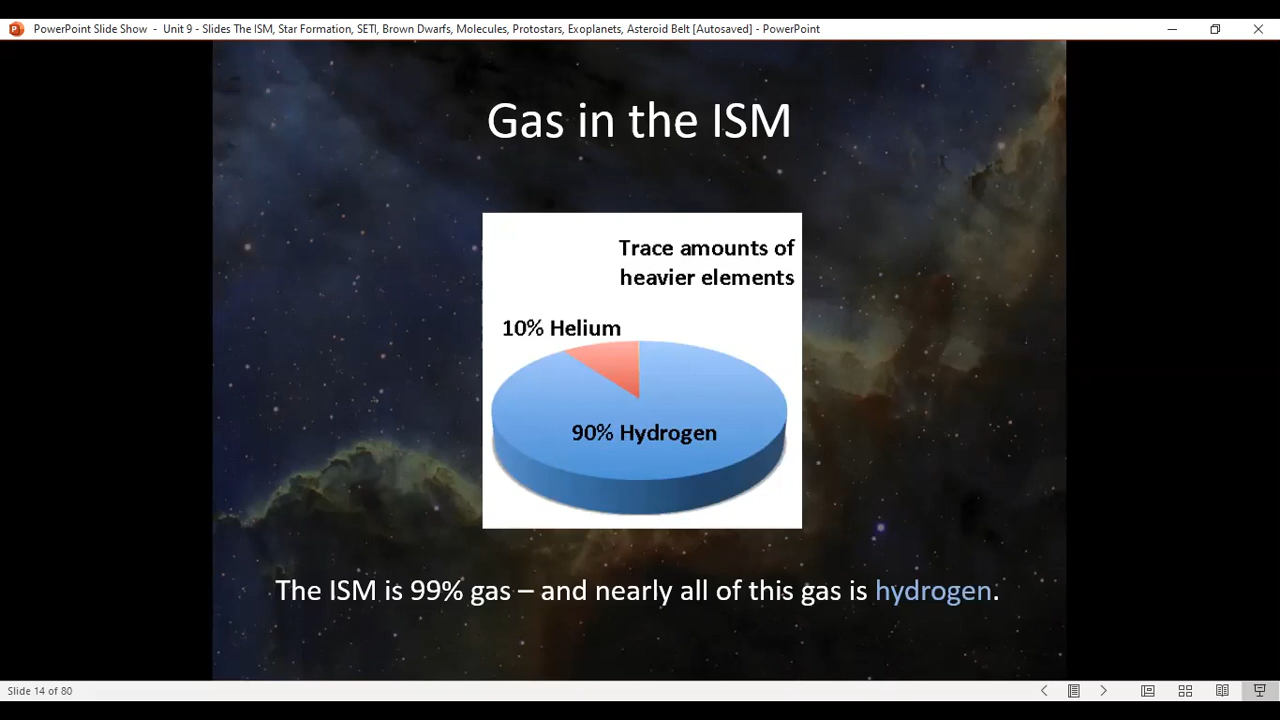 PowerPoint Slide Show - Unit 9 - Slides The ISM, Star Formation, SETI, Brown Dwarfs, Molecules, Protostars, Exoplanets, Asteroid Belt [Autosaved] - PowerPoint
Gas in the ISM
Trace amounts of
heavier elements
10% Helium
90% Hydrogen
The ISM is 99% gas – and nearly all of this gas is hydrogen.
Slide 14 of 80